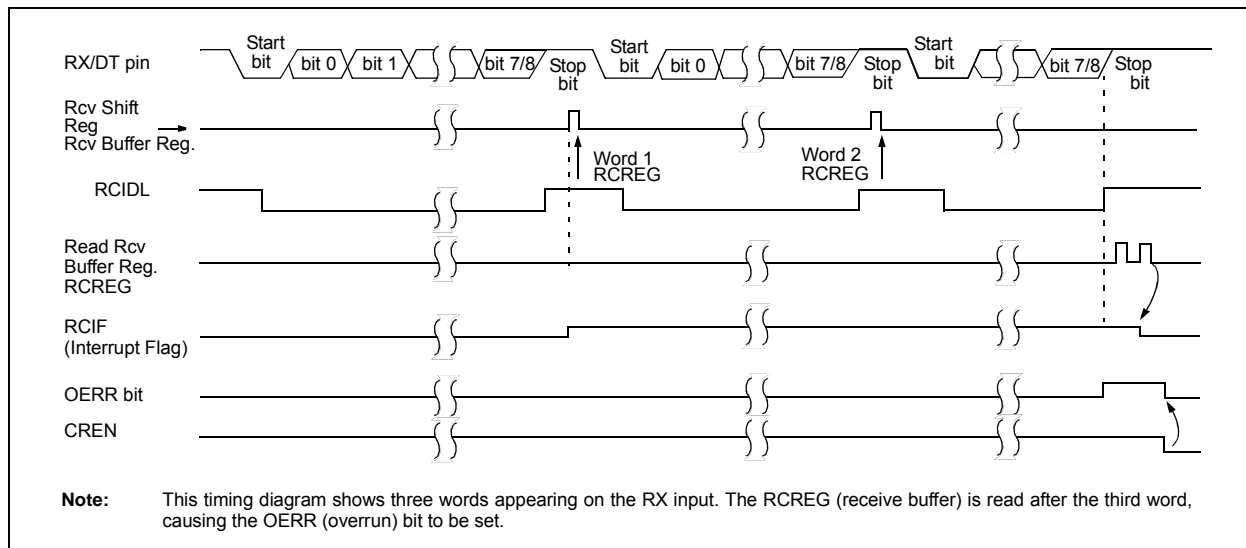 Start bit
bit 0
bit 1
bit 7/8
Stop bit
Start bit
bit 0
bit 7/8
Stop bit
Start bit
bit 7/8
Stop bit
RX/DT pin
Rcv Shift
Reg
Rcv Buffer Reg.
Word 1
RCREG
Word 2
RCREG
RCIDL
Read Rcv
Buffer Reg.
RCREG
RCIF
(Interrupt Flag)
OERR bit
CREN
Note: This timing diagram shows three words appearing on the RX input. The RCREG (receive buffer) is read after the third word,
causing the OERR (overrun) bit to be set.